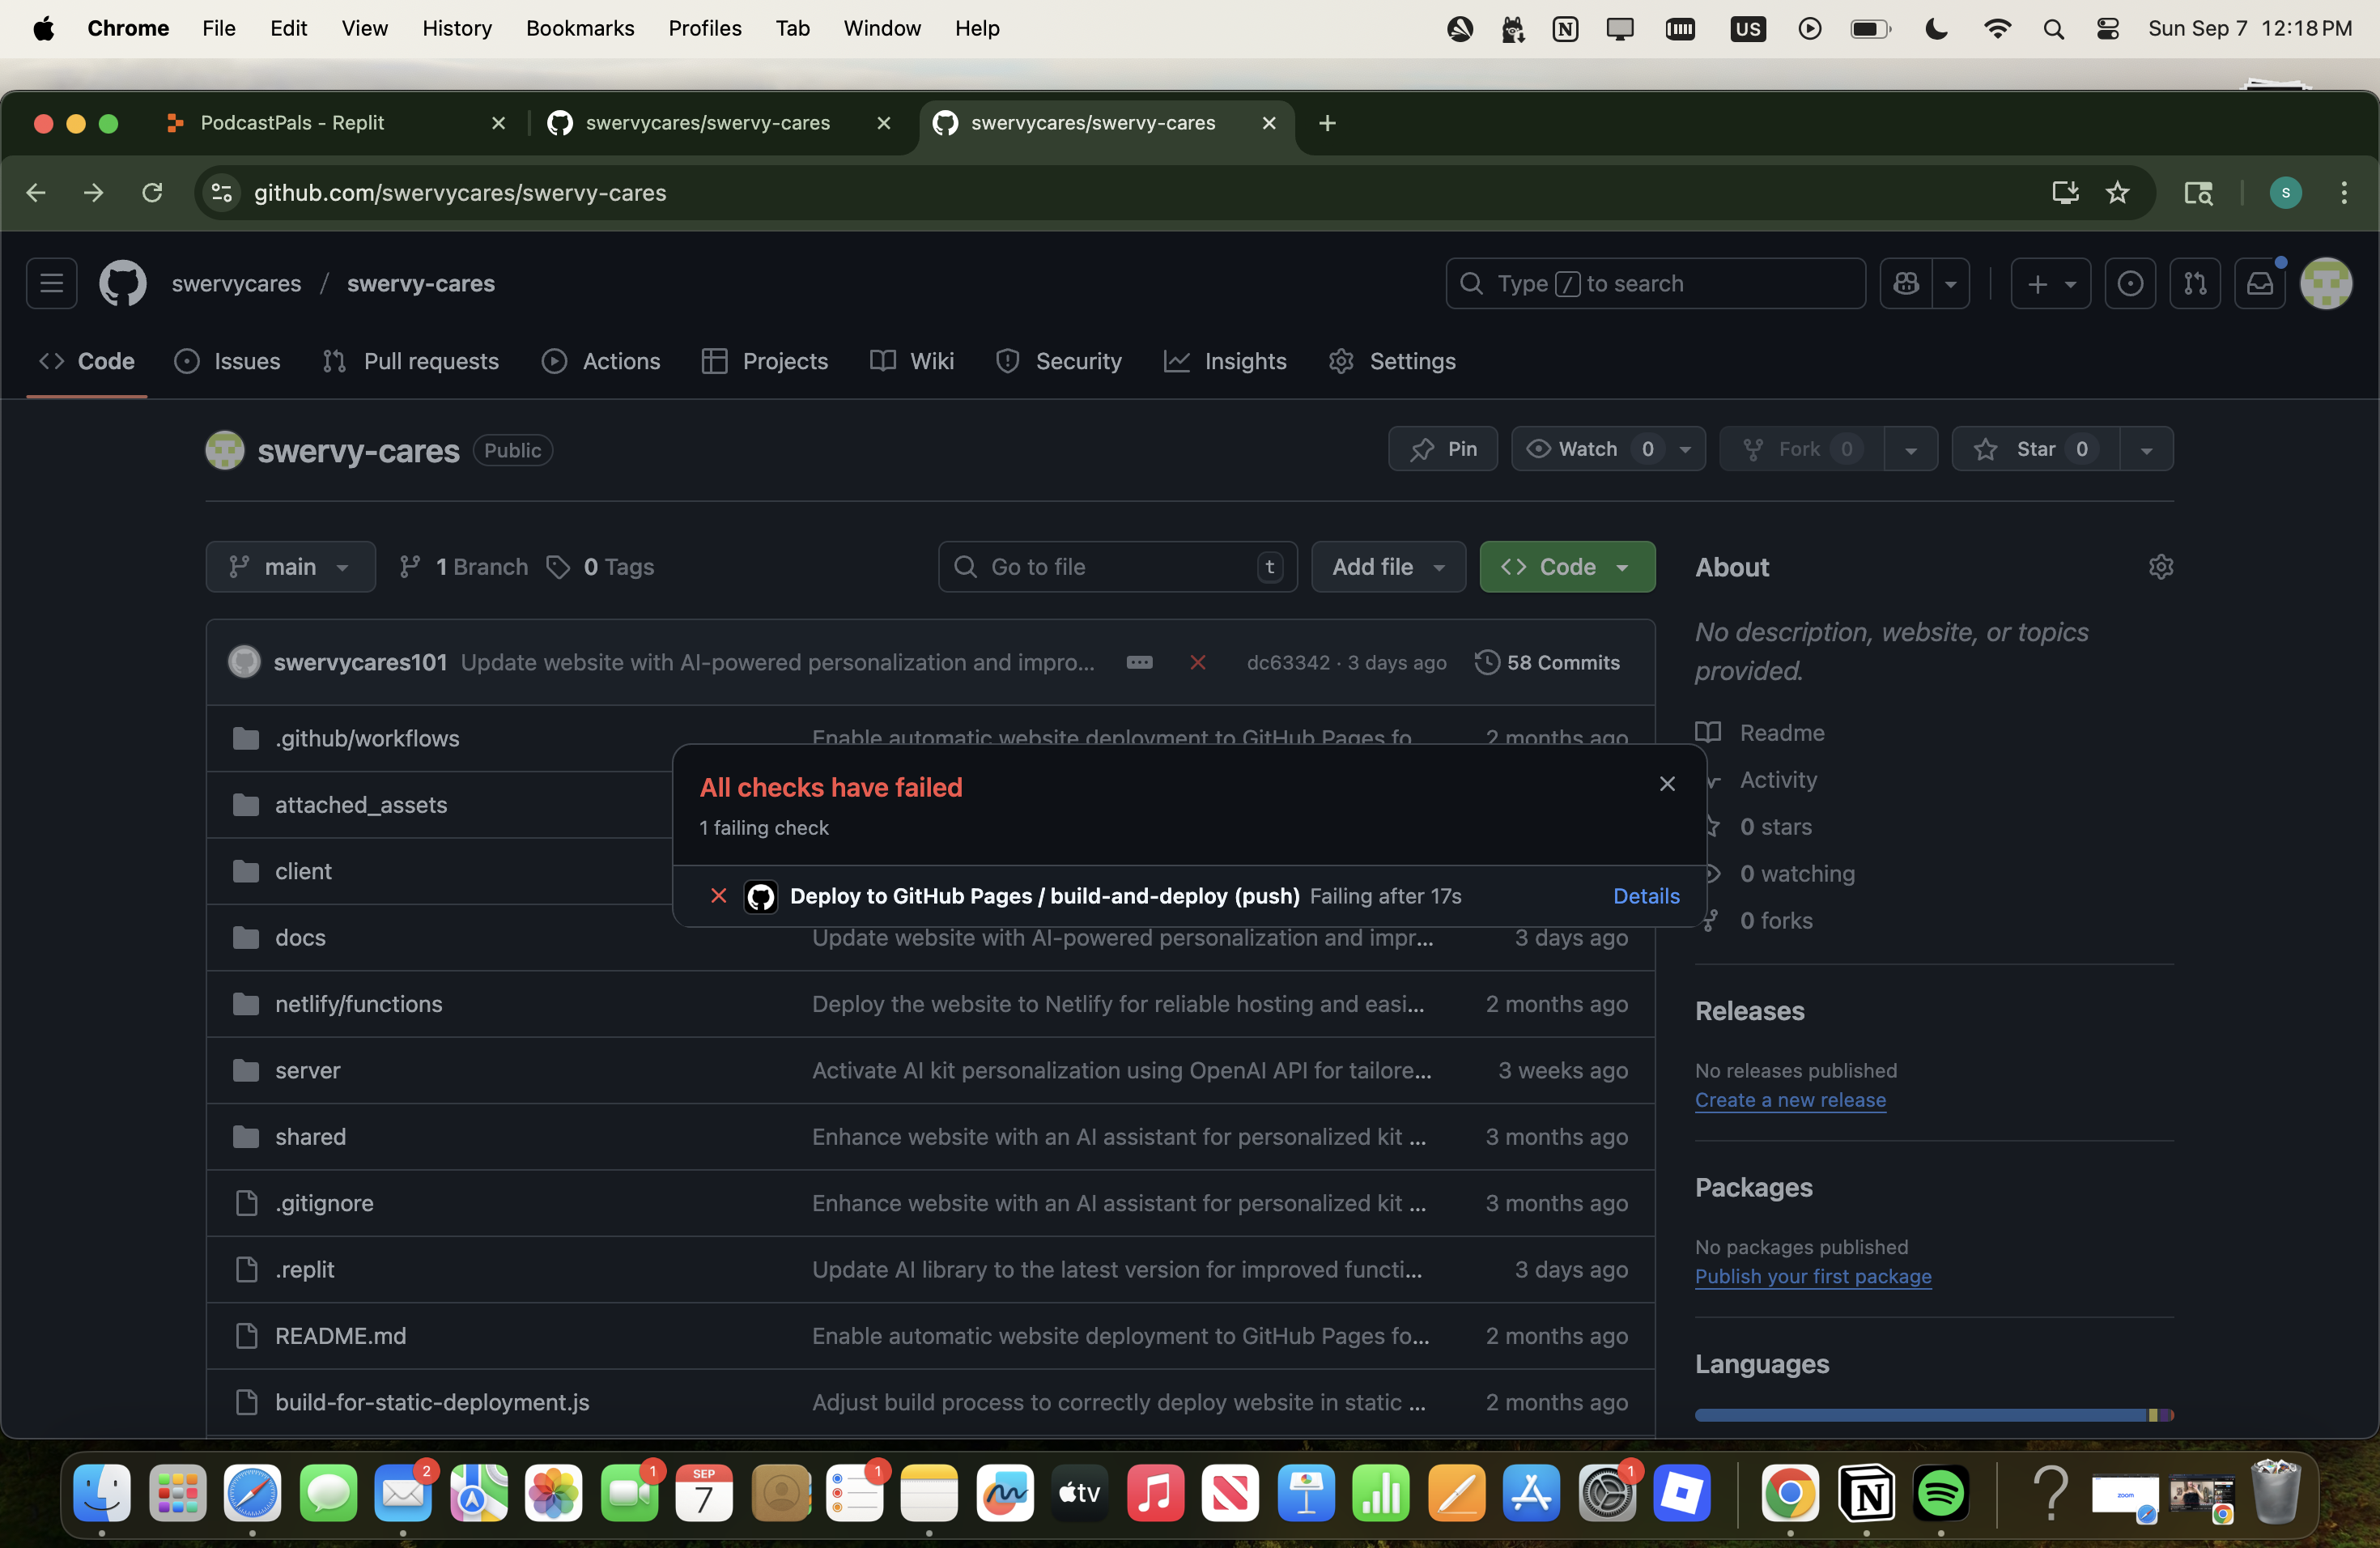 Chrome File Edit View History Bookmarks Profiles Tab Window Help US Sun Sep 7 12:18 PM
PodcastPals - Replit swervycares/swervy-cares swervycares/swervy-cares
github.com/swervycares/swervy-cares s
swervycares / swervy-cares Type / to search
Code Issues Pull requests Actions Projects Wiki Security Insights Settings
swervy-cares Public Pin Watch 0 Fork 0 Star 0
main 1 Branch 0 Tags Go to file t Add file Code
swervycares101 Update website with AI-powered personalization and impro... dc63342 · 3 days ago 58 Commits
.github/workflows Enable automatic website deployment to GitHub Pages fo... 2 months ago
attached_assets
client
docs Update website with AI-powered personalization and impr... 3 days ago
netlify/functions Deploy the website to Netlify for reliable hosting and easi... 2 months ago
server Activate AI kit personalization using OpenAI API for tailore... 3 weeks ago
shared Enhance website with an AI assistant for personalized kit ... 3 months ago
.gitignore Enhance website with an AI assistant for personalized kit ... 3 months ago
.replit Update AI library to the latest version for improved functi... 3 days ago
README.md Enable automatic website deployment to GitHub Pages fo... 2 months ago
build-for-static-deployment.js Adjust build process to correctly deploy website in static ... 2 months ago
All checks have failed
1 failing check
Deploy to GitHub Pages / build-and-deploy (push) Failing after 17s Details
About
No description, website, or topics
provided.
Readme
Activity
0 stars
0 watching
0 forks
Releases
No releases published
Create a new release
Packages
No packages published
Publish your first package
Languages
2 1 SEP 7 1 tv 1 zoom